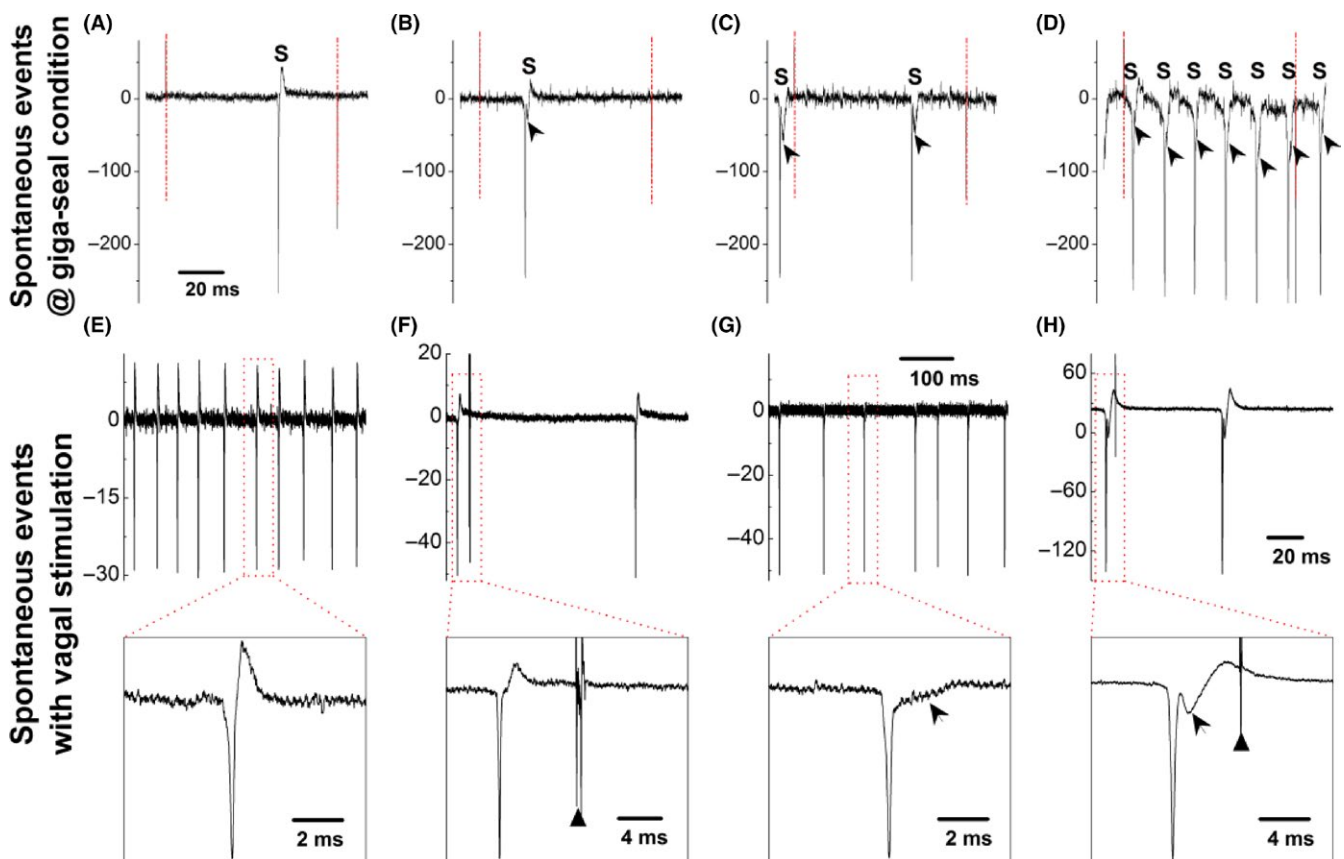 Spontaneous events
@ giga-seal condition
(A)
S
0
–100
–200
20 ms
(B)
S
0
–100
–200
(C)
S
S
0
–100
–200
(D)
S
S
S
S
S
S
S
0
–100
–200
Spontaneous events
with vagal stimulation
(E)
0
–15
–30
2 ms
(F)
20
0
–20
–40
4 ms
(G)
100 ms
0
–20
–40
2 ms
(H)
60
0
–60
–120
20 ms
4 ms